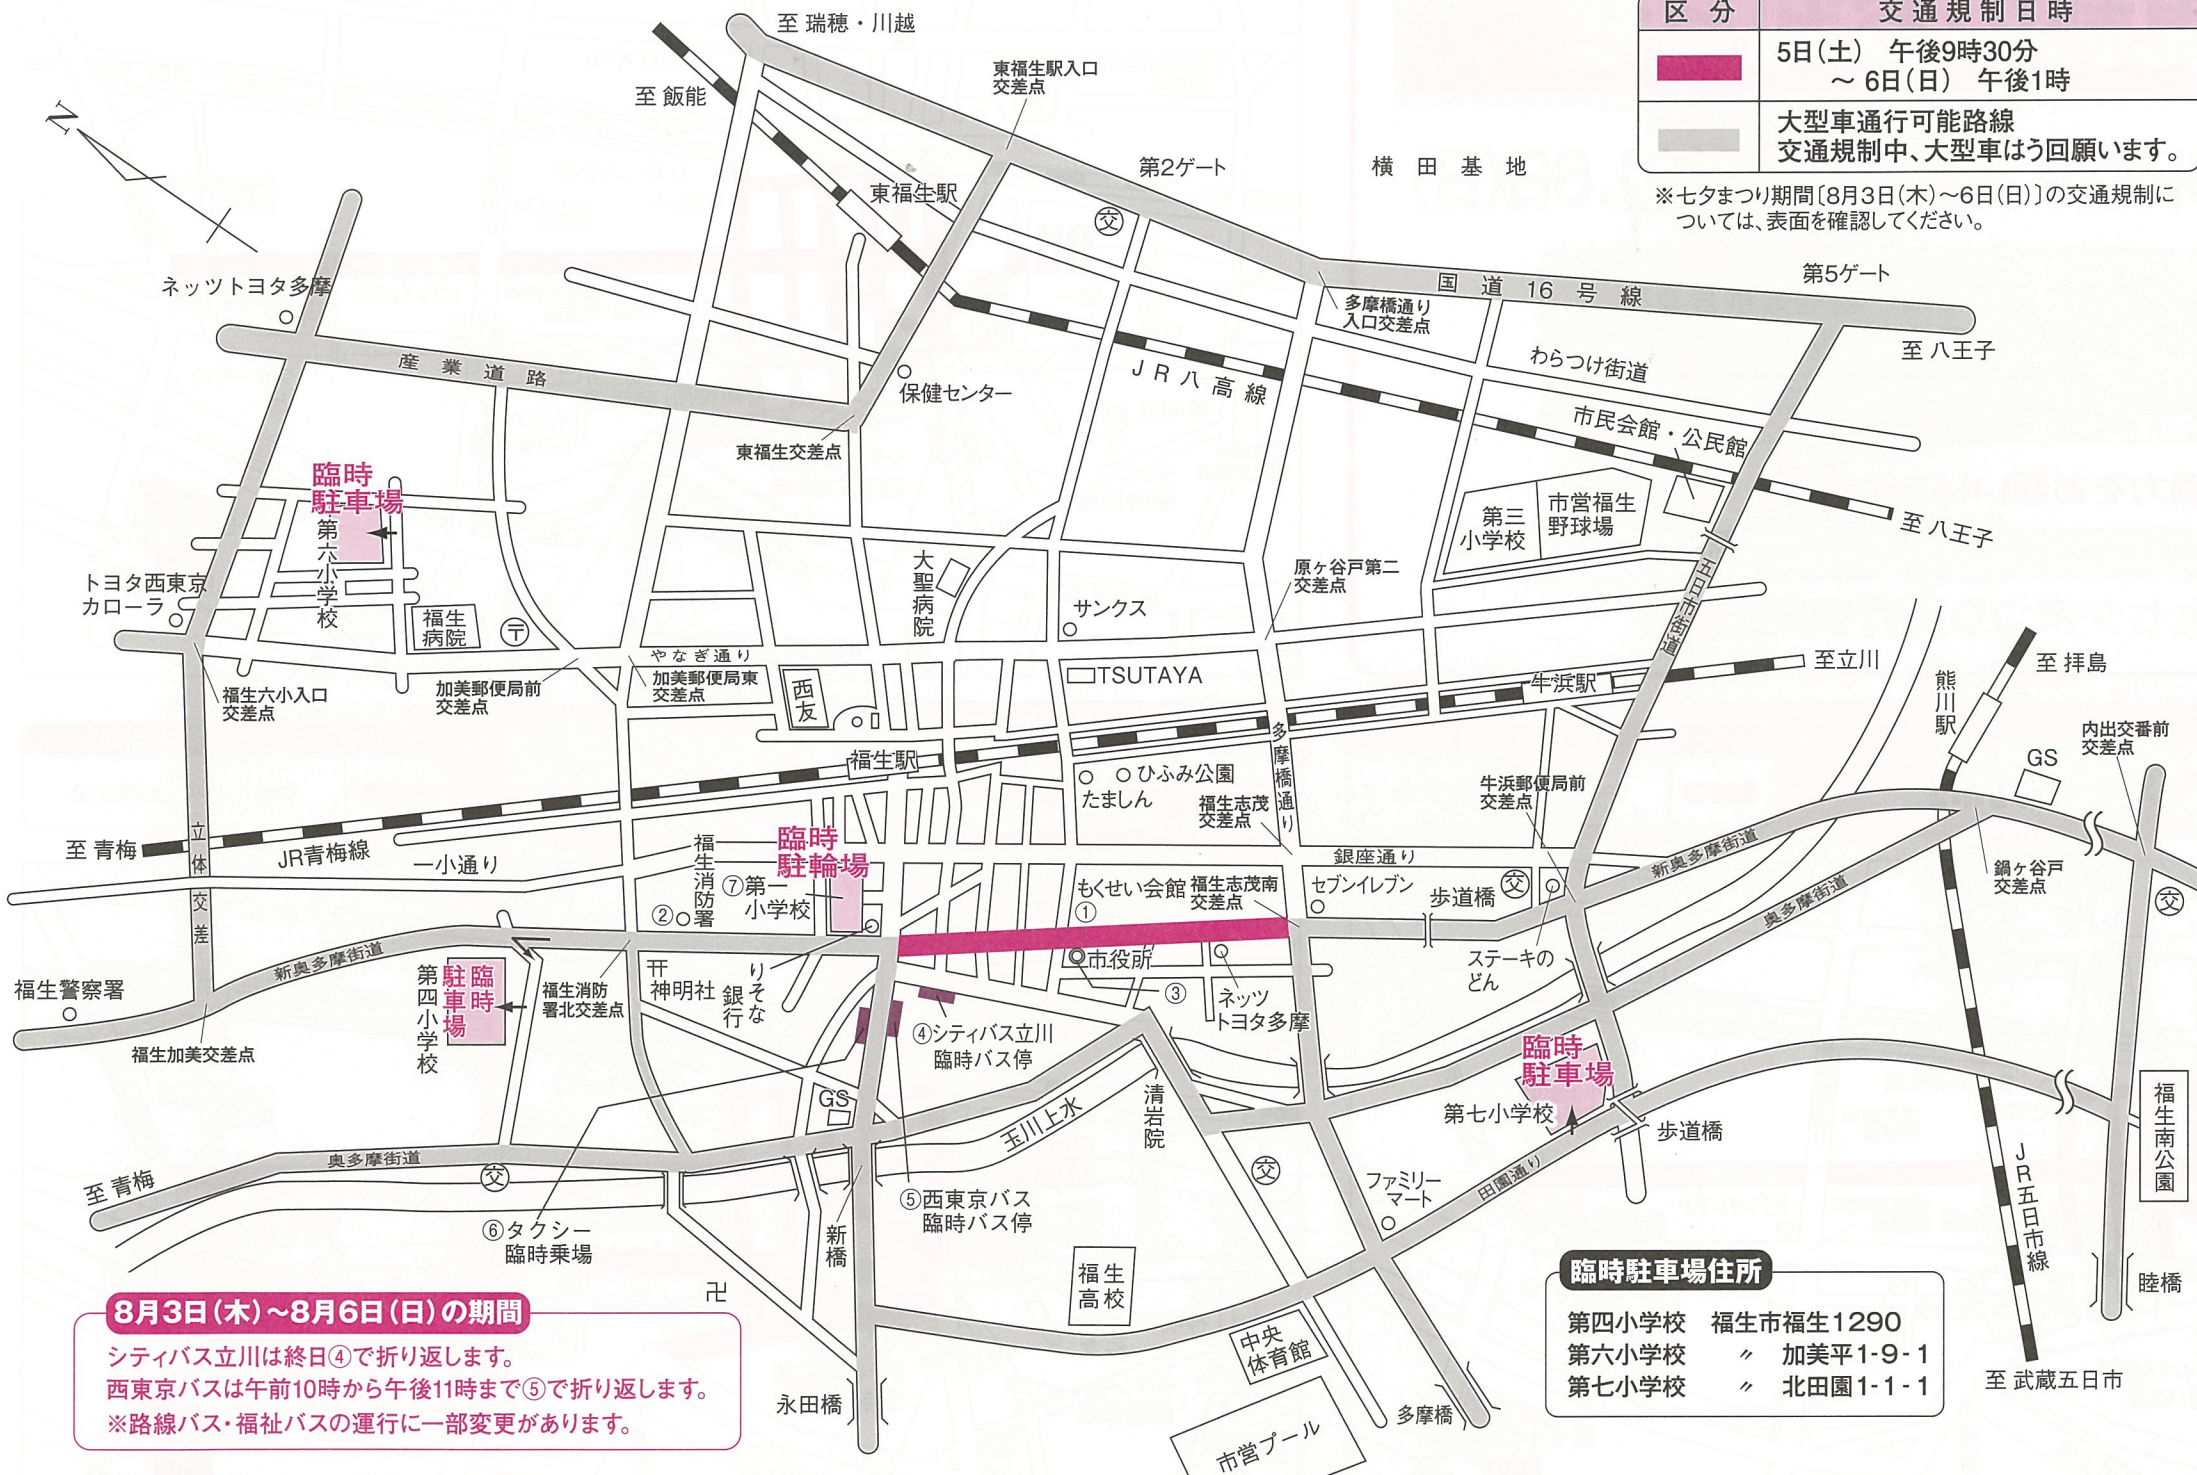 区分 交通規制日時
5日(土) 午後9時30分
～ 6日(日) 午後1時
大型車通行可能路線
交通規制中、大型車はう回願います。
※七夕まつり期間〔8月3日(木)～6日(日)〕の交通規制に
ついては、表面を確認してください。
至 瑞穂・川越
至 飯能
東福生駅入口
交差点
第2ゲート
横田基地
N
東福生駅
交
ネッツトヨタ多摩
国道16号線
第5ゲート
多摩橋通り
入口交差点
至 八王子
産業道路
保健センター
JR八高線
わらつけ街道
市民会館・公民館
東福生交差点
臨時
駐車場
第六小学校
第三
小学校
市営福生
野球場
至 八王子
トヨタ西東京
カローラ
福生
病院
〒
大聖病院
サンクス
原ヶ谷戸第二
交差点
五日市街道
やなぎ通り
福生六小入口
交差点
加美郵便局前
交差点
加美郵便局東
交差点
西友
TSUTAYA
牛浜駅
至立川
熊川駅
至 拝島
内出交番前
交差点
GS
福生駅
多摩橋通り
ひふみ公園
たましん
福生志茂
交差点
牛浜郵便局前
交差点
至 青梅
JR青梅線
立体交差
一小通り
福生消防署
臨時
駐輪場
⑦第一
小学校
②
銀座通り
新奥多摩街道
鍋ヶ谷戸
交差点
もくせい会館
①
福生志茂南
交差点
セブンイレブン
歩道橋
交
交
奥多摩街道
ステーキの
どん
新奥多摩街道
福生警察署
福生加美交差点
臨時
駐車場
第四小学校
福生消防
署北交差点
神明社
りそな
銀行
市役所
③
ネッツ
トヨタ多摩
④シティバス立川
臨時バス停
GS
玉川上水
清岩院
臨時
駐車場
第七小学校
歩道橋
福生南公園
奥多摩街道
至 青梅
交
⑤西東京バス
臨時バス停
⑥タクシー
臨時乗場
新橋
交
ファミリー
マート
田園通り
JR五日市線
卍
福生
高校
中央
体育館
市営プール
永田橋
多摩橋
睦橋
至 武蔵五日市
8月3日(木)～8月6日(日)の期間
シティバス立川は終日④で折り返します。
西東京バスは午前10時から午後11時まで⑤で折り返します。
※路線バス・福祉バスの運行に一部変更があります。
臨時駐車場住所
第四小学校 福生市福生1290
第六小学校 〃 加美平1-9-1
第七小学校 〃 北田園1-1-1